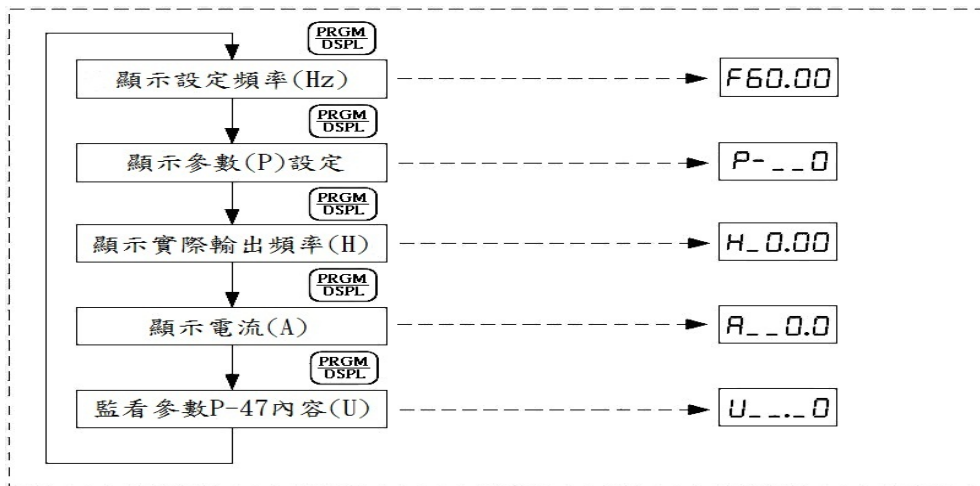 PRGM
DSPL
顯示設定頻率(Hz) F60.00
PRGM
DSPL
顯示參數(P)設定 P-__0
PRGM
DSPL
顯示實際輸出頻率(H) H_0.00
PRGM
DSPL
顯示電流(A) A__0.0
PRGM
DSPL
監看參數P-47內容(U) U__._0